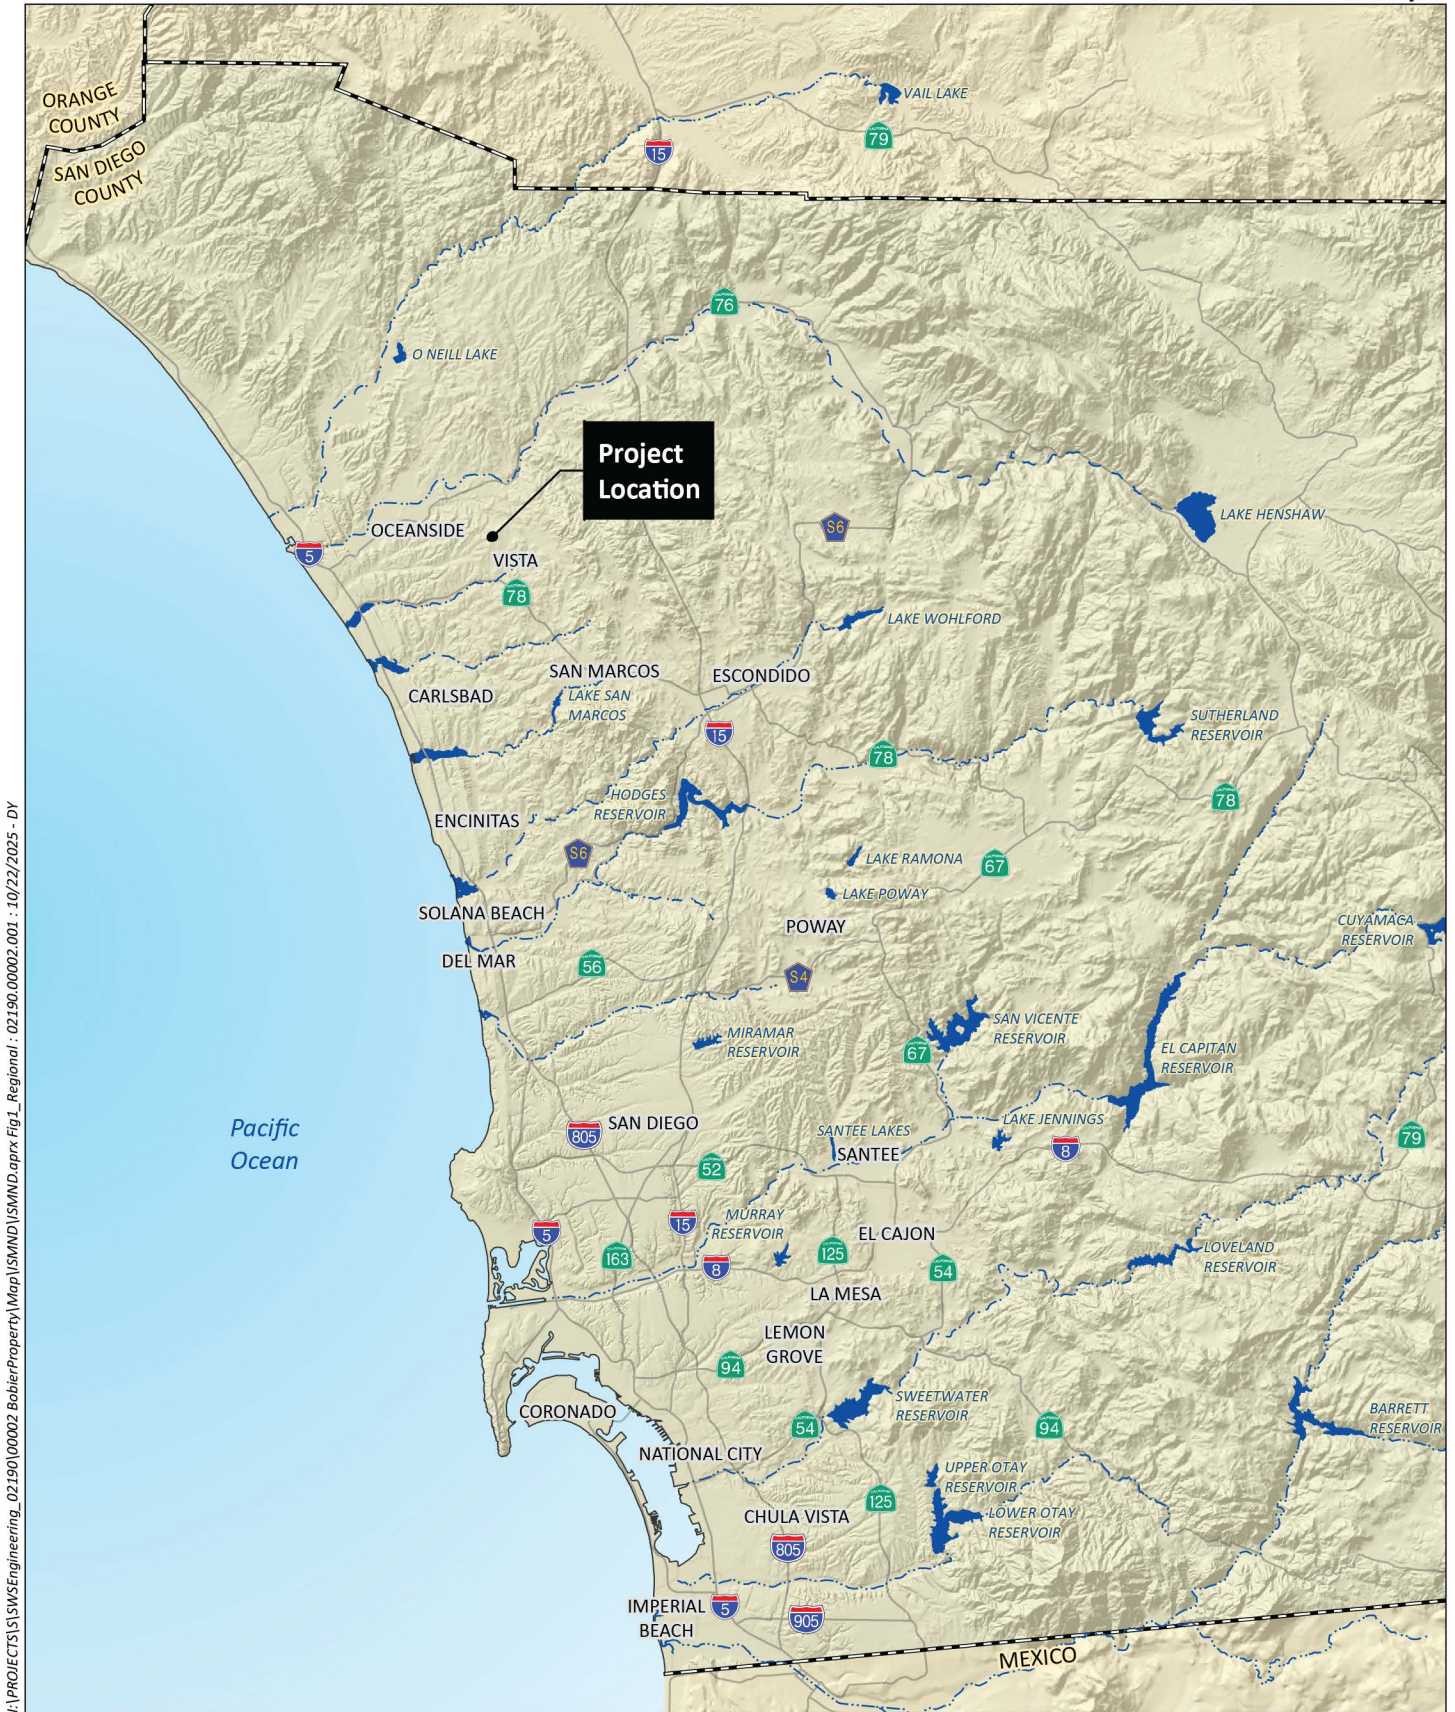 ORANGE
COUNTY
SAN DIEGO
COUNTY
VAIL LAKE
79
15
76
O NEILL LAKE
Project
Location
S6
LAKE HENSHAW
OCEANSIDE
5
VISTA
78
LAKE WOHLFORD
SAN MARCOS
ESCONDIDO
CARLSBAD
LAKE SAN
MARCOS
15
SUTHERLAND
RESERVOIR
78
78
HODGES
RESERVOIR
ENCINITAS
S6
LAKE RAMONA
67
LAKE POWAY
SOLANA BEACH
POWAY
CUYAMACA
RESERVOIR
DEL MAR
56
S4
MIRAMAR
RESERVOIR
SAN VICENTE
RESERVOIR
67
EL CAPITAN
RESERVOIR
Pacific
Ocean
SAN DIEGO
805
SANTEE LAKES
SANTEE
LAKE JENNINGS
8
79
52
MURRAY
RESERVOIR
15
5
163
8
125
EL CAJON
54
LOVELAND
RESERVOIR
LA MESA
LEMON
GROVE
94
CORONADO
SWEETWATER
RESERVOIR
54
94
BARRETT
RESERVOIR
NATIONAL CITY
UPPER OTAY
RESERVOIR
125
CHULA VISTA
LOWER OTAY
RESERVOIR
805
IMPERIAL
BEACH
5
905
MEXICO
I:\PROJECTS\S\SWSEngineering_02190\00002 BobierProperty\Map\ISMND\ISMND.aprx Fig1_Regional : 02190.00002.001 : 10/22/2025 - DY